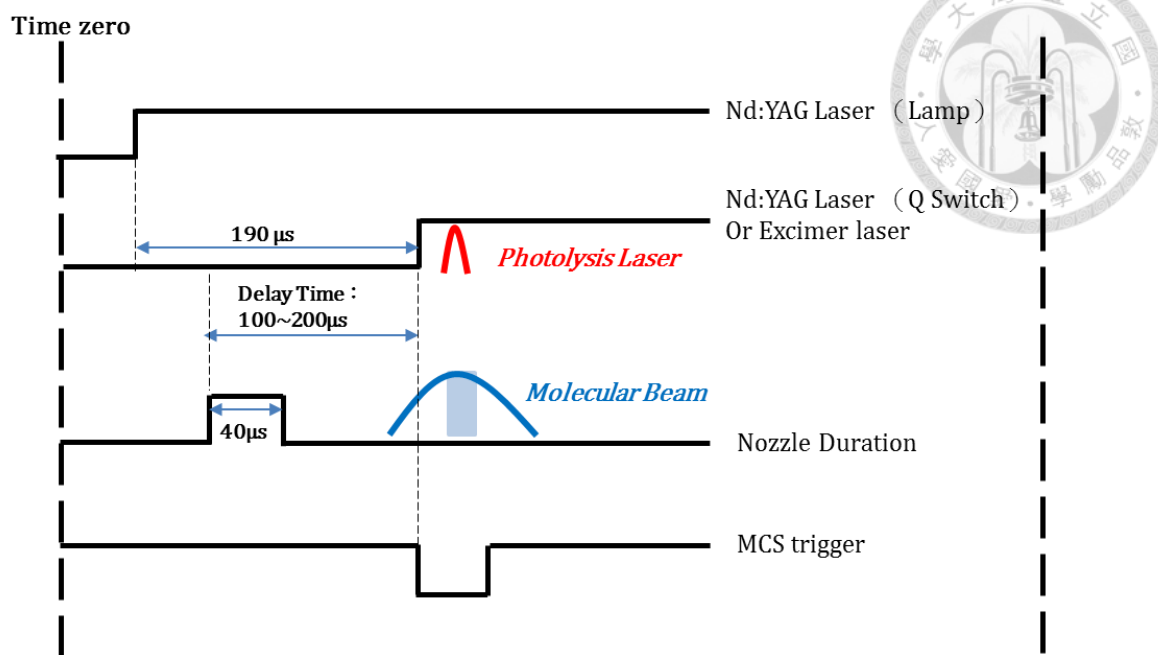 Time zero
Nd:YAG Laser （Lamp）
Nd:YAG Laser （Q Switch）
Or Excimer laser
190 μs
Photolysis Laser
Delay Time：
100~200μs
Molecular Beam
40μs
Nozzle Duration
MCS trigger